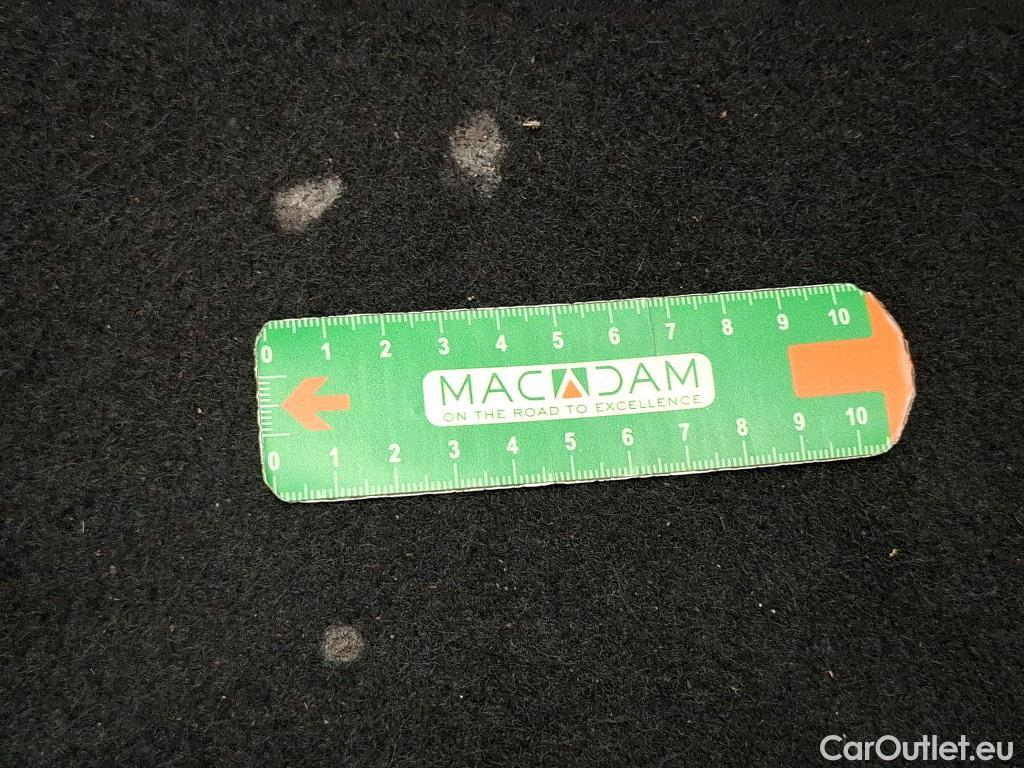 0 1 2 3 4 5 6 7 8 9 10
MACADAM
ON THE ROAD TO EXCELLENCE
0 1 2 3 4 5 6 7 8 9 10
CarOutlet.eu